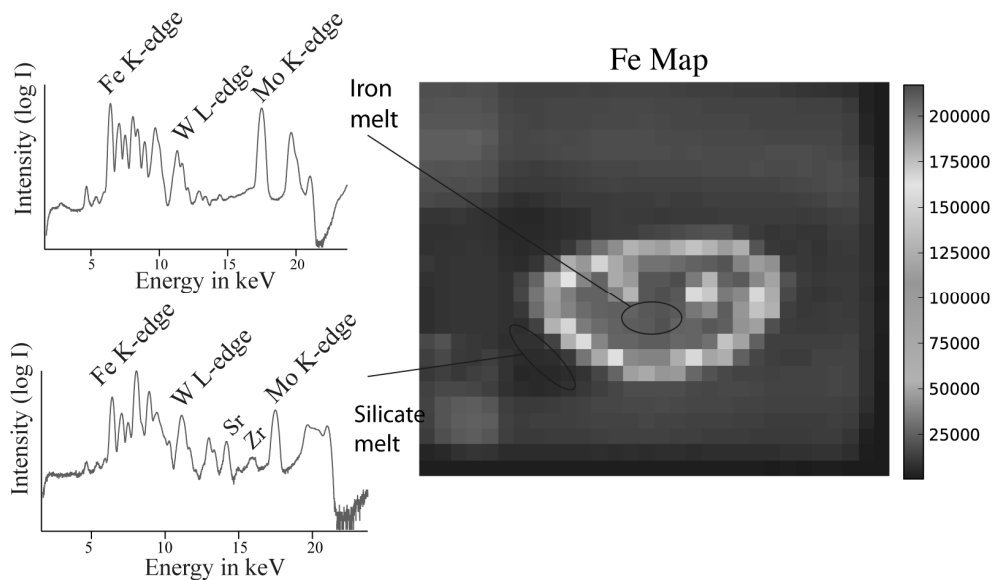 Fe K-edge
W L-edge
Mo K-edge
Intensity (log I)
5
10
15
20
Energy in keV
Fe K-edge
W L-edge
Sr
Zr
Mo K-edge
Intensity (log I)
5
10
15
20
Energy in keV
Fe Map
Iron
melt
Silicate
melt
200000
175000
150000
125000
100000
75000
50000
25000